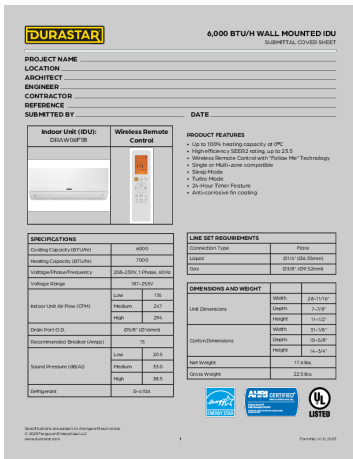 DURASTAR
6,000 BTU/H WALL MOUNTED IDU
SUBMITTAL COVER SHEET
PROJECT NAME
LOCATION
ARCHITECT
ENGINEER
CONTRACTOR
REFERENCE
SUBMITTED BY DATE
Indoor Unit (IDU):
DRAW06F1B
Wireless Remote
Control
PRODUCT FEATURES
• Up to 100% heating capacity at 0°C
• High efficiency SEER2 rating, up to 23.5
• Wireless Remote Control with "Follow Me" Technology
• Single or Multi-zone compatible
• Sleep Mode
• Turbo Mode
• 24-Hour Timer Feature
• Anti-corrosive fin coating
SPECIFICATIONS
Cooling Capacity (BTU/hr) 6000
Heating Capacity (BTU/hr) 7000
Voltage/Phase/Frequency 208-230V, 1 Phase, 60Hz
Voltage Range 187~253V
Indoor Unit Air Flow (CFM)
Low 176
Medium 247
High 294
Drain Port O.D. Ø5/8" (Ø16mm)
Recommended Breaker (Amps) 15
Sound Pressure (dB(A))
Low 20.5
Medium 33.0
High 38.5
Refrigerant R-410A
LINE SET REQUIREMENTS
Connection Type Flare
Liquid Ø1/4" (Ø6.35mm)
Gas Ø3/8" (Ø9.52mm)
DIMENSIONS AND WEIGHT
Unit Dimensions
Width 28-11/16"
Depth 7-7/8"
Height 11-1/2"
Carton Dimensions
Width 31-1/8"
Depth 10-5/8"
Height 14-3/4"
Net Weight 17.6 lbs.
Gross Weight 22.5 lbs.
ENERGY STAR
AHRI CERTIFIED
UL
LISTED
Specifications are subject to change without notice.
© 2023 Ferguson Enterprises LLC
www.durastar.com
1
Form No. V1.0, 2023